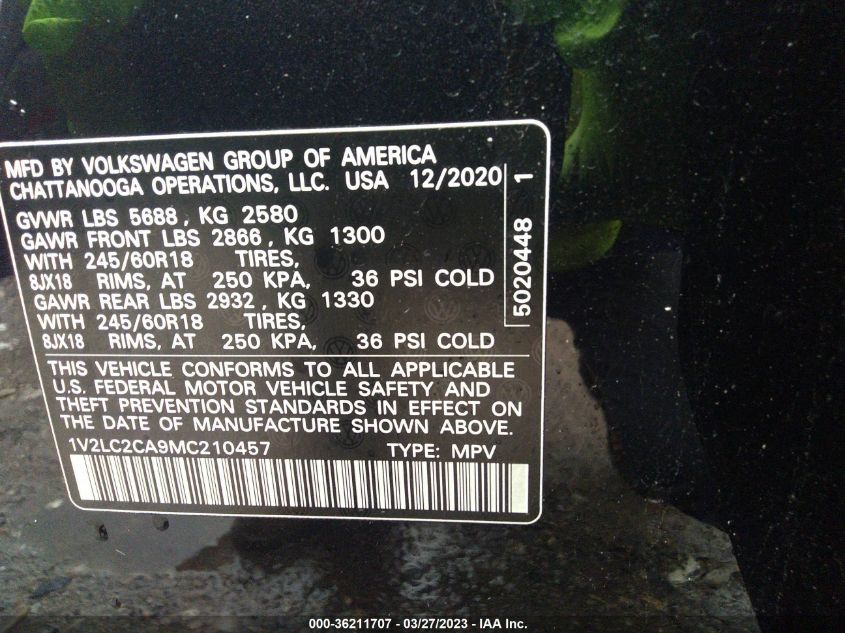 MFD BY VOLKSWAGEN GROUP OF AMERICA
CHATTANOOGA OPERATIONS, LLC. USA 12/2020
GVWR LBS 5688, KG 2580
GAWR FRONT LBS 2866, KG 1300
WITH 245/60R18 TIRES,
8JX18 RIMS, AT 250 KPA, 36 PSI COLD
GAWR REAR LBS 2932, KG 1330
WITH 245/60R18 TIRES,
8JX18 RIMS, AT 250 KPA, 36 PSI COLD
5020448 1
THIS VEHICLE CONFORMS TO ALL APPLICABLE
U.S. FEDERAL MOTOR VEHICLE SAFETY AND
THEFT PREVENTION STANDARDS IN EFFECT ON
THE DATE OF MANUFACTURE SHOWN ABOVE.
1V2LC2CA9MC210457 TYPE: MPV
000-36211707 - 03/27/2023 - IAA Inc.